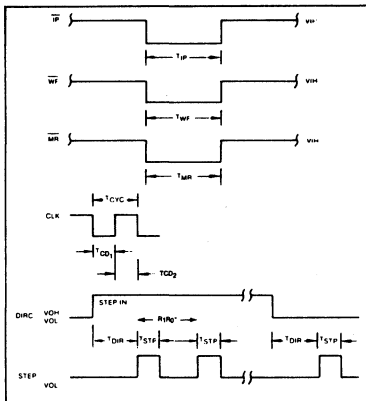 IP VIH
TIP
WF VIH
TWF
MR VIH
TMR
TCYC
CLK
TCD1
TCD2
STEP IN
DIRC VOH
VOL
R1R0*
TDIR TSTP TSTP TDIR TSTP
STEP VOL